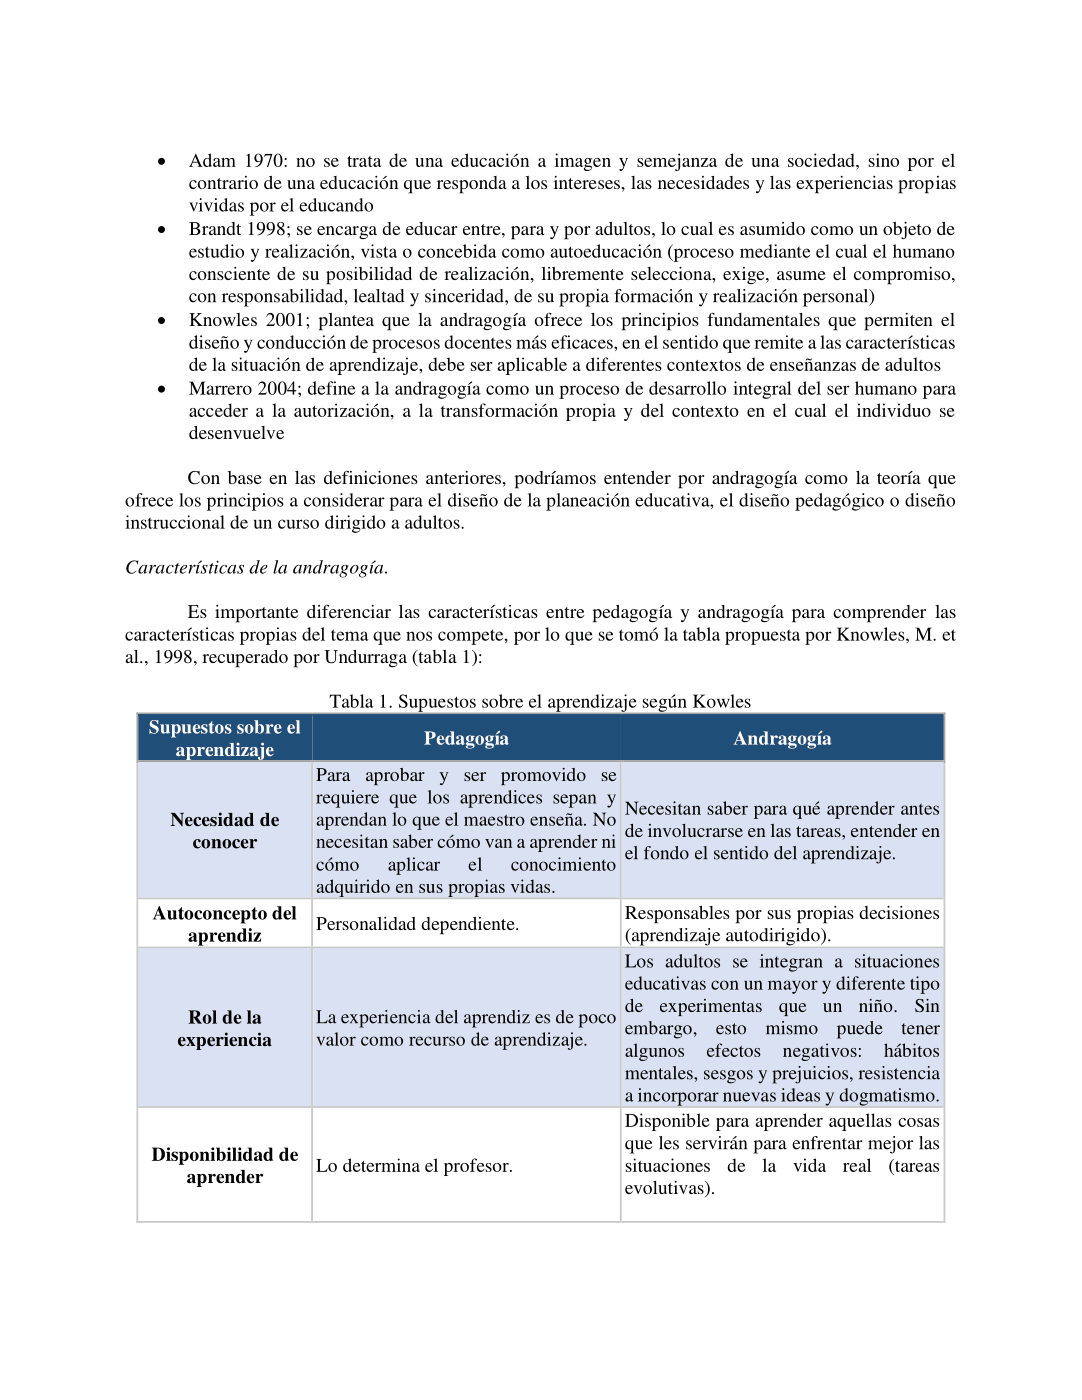 • Adam 1970: no se trata de una educación a imagen y semejanza de una sociedad, sino por el
contrario de una educación que responda a los intereses, las necesidades y las experiencias propias
vividas por el educando
• Brandt 1998; se encarga de educar entre, para y por adultos, lo cual es asumido como un objeto de
estudio y realización, vista o concebida como autoeducación (proceso mediante el cual el humano
consciente de su posibilidad de realización, libremente selecciona, exige, asume el compromiso,
con responsabilidad, lealtad y sinceridad, de su propia formación y realización personal)
• Knowles 2001; plantea que la andragogía ofrece los principios fundamentales que permiten el
diseño y conducción de procesos docentes más eficaces, en el sentido que remite a las características
de la situación de aprendizaje, debe ser aplicable a diferentes contextos de enseñanzas de adultos
• Marrero 2004; define a la andragogía como un proceso de desarrollo integral del ser humano para
acceder a la autorización, a la transformación propia y del contexto en el cual el individuo se
desenvuelve
Con base en las definiciones anteriores, podríamos entender por andragogía como la teoría que
ofrece los principios a considerar para el diseño de la planeación educativa, el diseño pedagógico o diseño
instruccional de un curso dirigido a adultos.
Características de la andragogía.
Es importante diferenciar las características entre pedagogía y andragogía para comprender las
características propias del tema que nos compete, por lo que se tomó la tabla propuesta por Knowles, M. et
al., 1998, recuperado por Undurraga (tabla 1):
Tabla 1. Supuestos sobre el aprendizaje según Kowles
Supuestos sobre el
aprendizaje
Pedagogía
Andragogía
Necesidad de
conocer
Para aprobar y ser promovido se
requiere que los aprendices sepan y
aprendan lo que el maestro enseña. No
necesitan saber cómo van a aprender ni
cómo aplicar el conocimiento
adquirido en sus propias vidas.
Necesitan saber para qué aprender antes
de involucrarse en las tareas, entender en
el fondo el sentido del aprendizaje.
Autoconcepto del
aprendiz
Personalidad dependiente.
Responsables por sus propias decisiones
(aprendizaje autodirigido).
Rol de la
experiencia
La experiencia del aprendiz es de poco
valor como recurso de aprendizaje.
Los adultos se integran a situaciones
educativas con un mayor y diferente tipo
de experimentas que un niño. Sin
embargo, esto mismo puede tener
algunos efectos negativos: hábitos
mentales, sesgos y prejuicios, resistencia
a incorporar nuevas ideas y dogmatismo.
Disponibilidad de
aprender
Lo determina el profesor.
Disponible para aprender aquellas cosas
que les servirán para enfrentar mejor las
situaciones de la vida real (tareas
evolutivas).